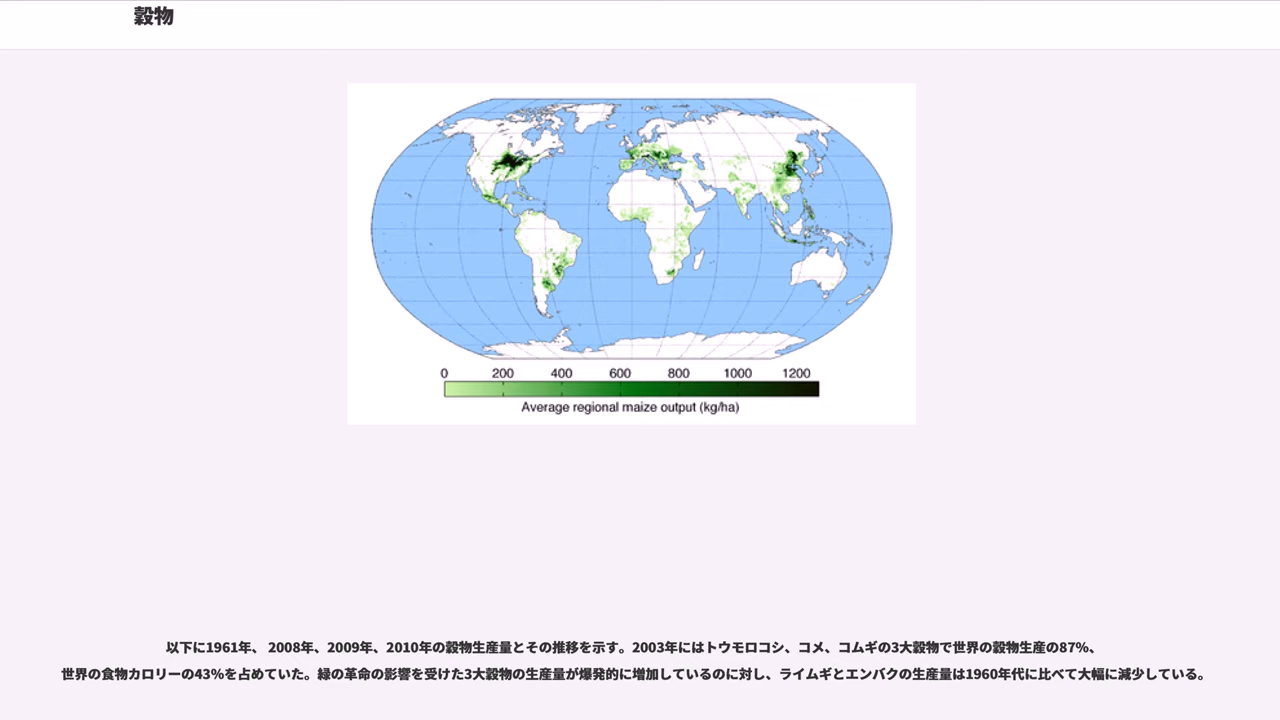 穀物
0 200 400 600 800 1000 1200
Average regional maize output (kg/ha)
以下に1961年、 2008年、2009年、2010年の穀物生産量とその推移を示す。2003年にはトウモロコシ、コメ、コムギの3大穀物で世界の穀物生産の87%、
世界の食物カロリーの43%を占めていた。緑の革命の影響を受けた3大穀物の生産量が爆発的に増加しているのに対し、ライムギとエンバクの生産量は1960年代に比べて大幅に減少している。